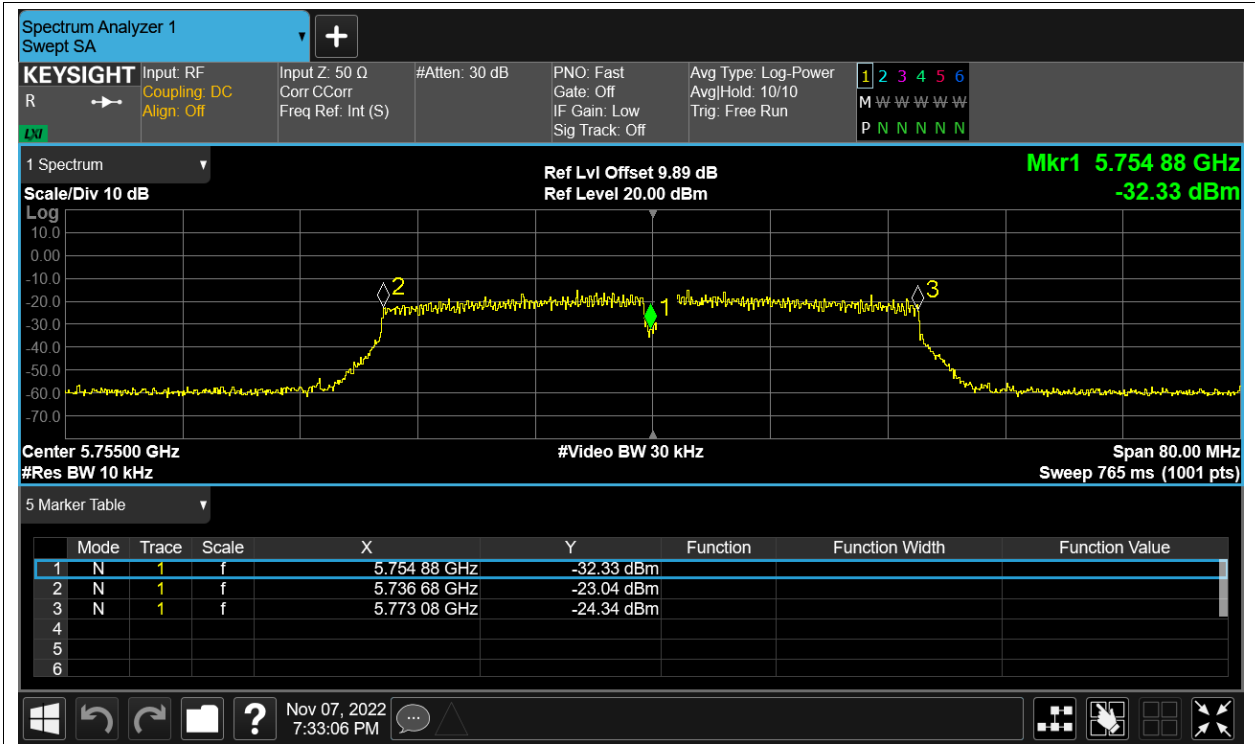 Spectrum Analyzer 1
Swept SA
+
KEYSIGHT Input: RF Input Z: 50 Ω #Atten: 30 dB PNO: Fast Avg Type: Log-Power 1 2 3 4 5 6
R Coupling: DC Corr CCorr Gate: Off Avg|Hold: 10/10 M W W W W W
Align: Off Freq Ref: Int (S) IF Gain: Low Trig: Free Run
LXI Sig Track: Off P N N N N N
1 Spectrum Ref Lvl Offset 9.89 dB Mkr1 5.754 88 GHz
Scale/Div 10 dB Ref Level 20.00 dBm -32.33 dBm
Log
10.0
0.00
-10.0
2 3
-20.0
1
-30.0
-40.0
-50.0
-60.0
-70.0
Center 5.75500 GHz #Video BW 30 kHz Span 80.00 MHz
#Res BW 10 kHz Sweep 765 ms (1001 pts)
5 Marker Table
Mode Trace Scale X Y Function Function Width Function Value
1 N 1 f 5.754 88 GHz -32.33 dBm
2 N 1 f 5.736 68 GHz -23.04 dBm
3 N 1 f 5.773 08 GHz -24.34 dBm
4
5
6
? Nov 07, 2022
7:33:06 PM